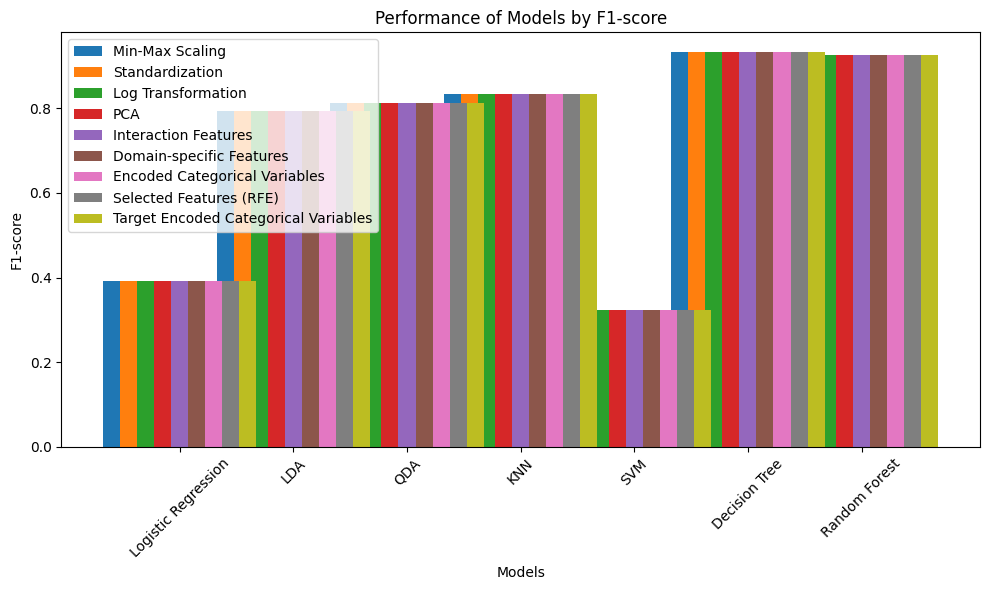 Performance of Models by F1-score
Min-Max Scaling
Standardization
Log Transformation
PCA
Interaction Features
Domain-specific Features
Encoded Categorical Variables
Selected Features (RFE)
Target Encoded Categorical Variables
F1-score
0.8
0.6
0.4
0.2
0.0
Logistic Regression
LDA
QDA
KNN
SVM
Decision Tree
Random Forest
Models